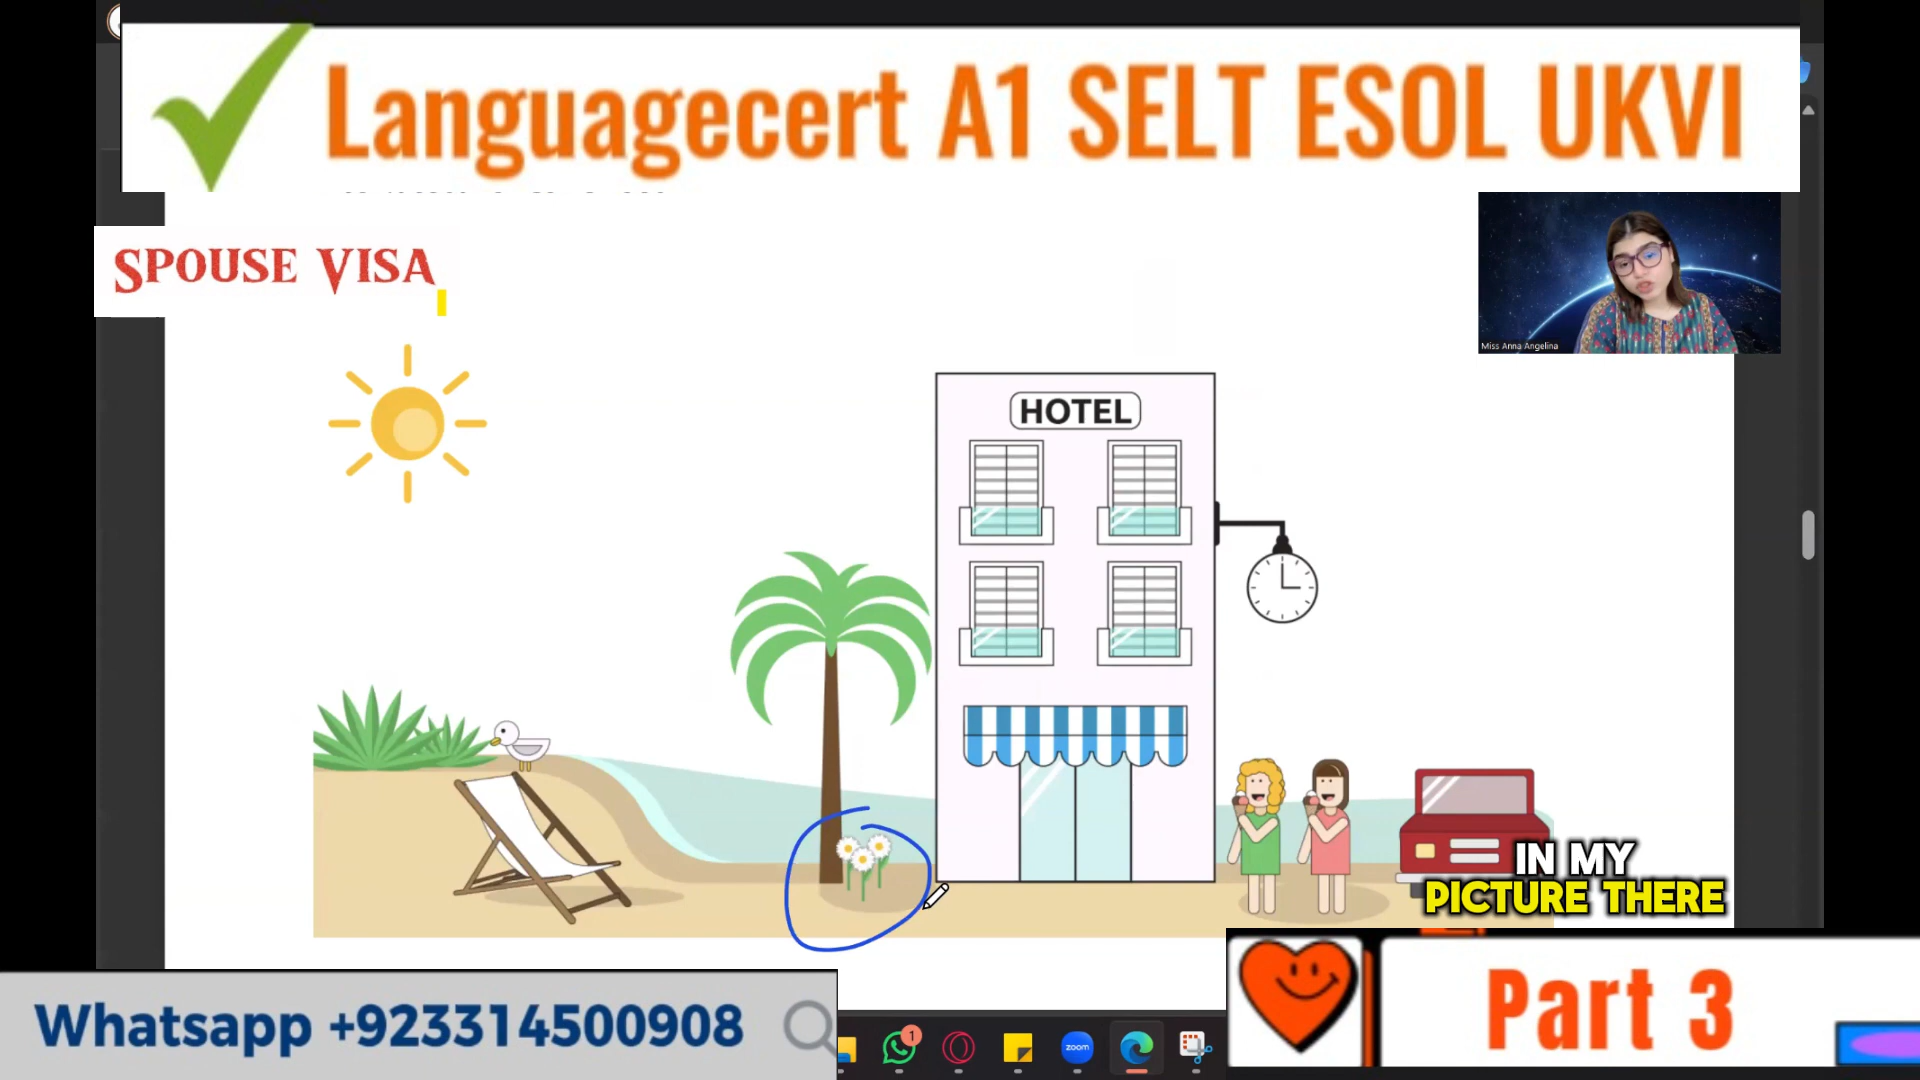 Languagecert A1 SELT ESOL UKVI
SPOUSE VISA
Miss Anna Angelina
HOTEL
IN MY
PICTURE THERE
Whatsapp +923314500908
1
zoom
Part 3